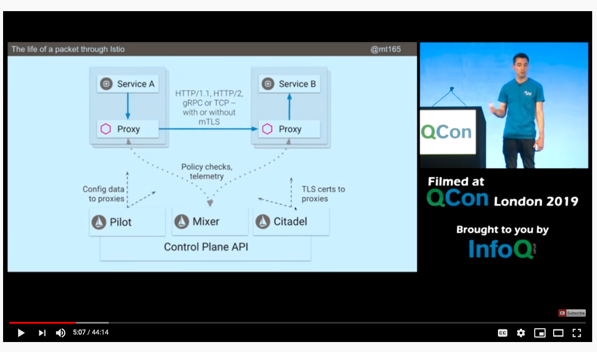 The life of a packet through Istio
@mt165
Service A
Service B
HTTP/1.1, HTTP/2,
gRPC or TCP --
with or without
mTLS
Proxy
Proxy
Policy checks,
telemetry
Config data
to proxies
TLS certs to
proxies
Pilot
Mixer
Citadel
Control Plane API
QCon
Filmed at
QCon London 2019
Brought to you by
InfoQ
Subscribe
5:07 / 44:14
CC